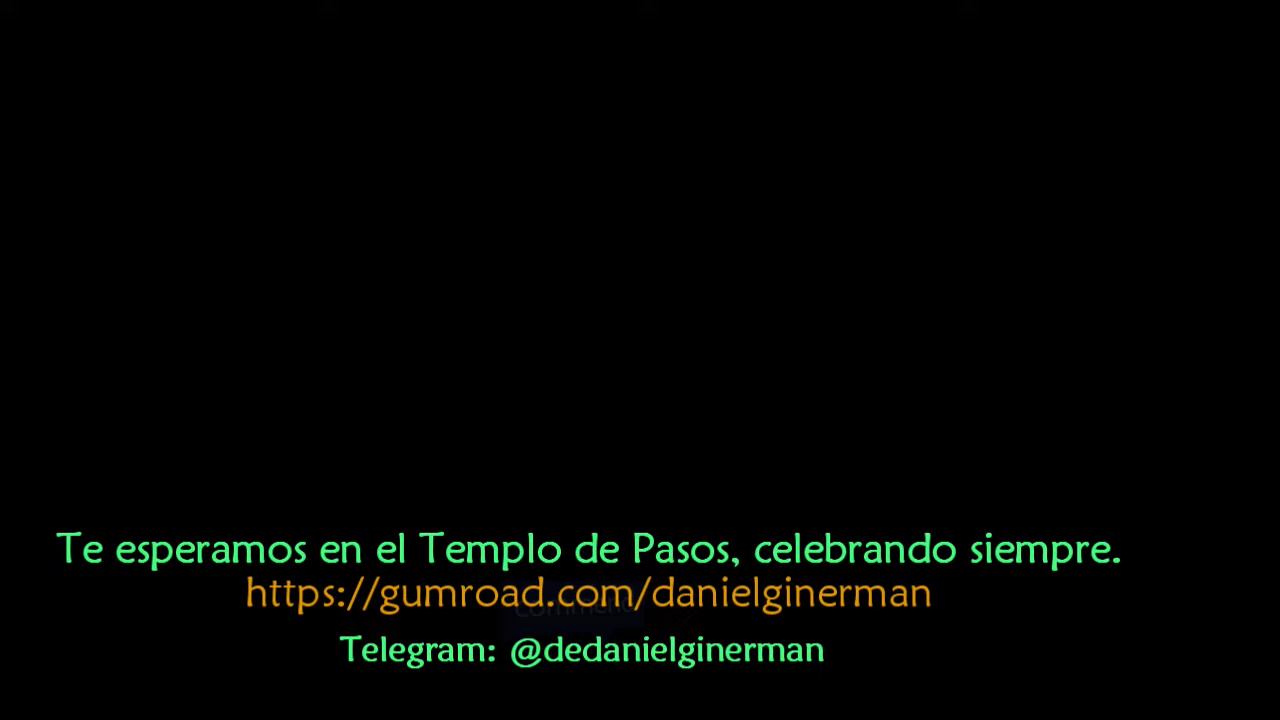 Te esperamos en el Templo de Pasos, celebrando siempre.
https://gumroad.com/danielginerman
Telegram: @dedanielginerman